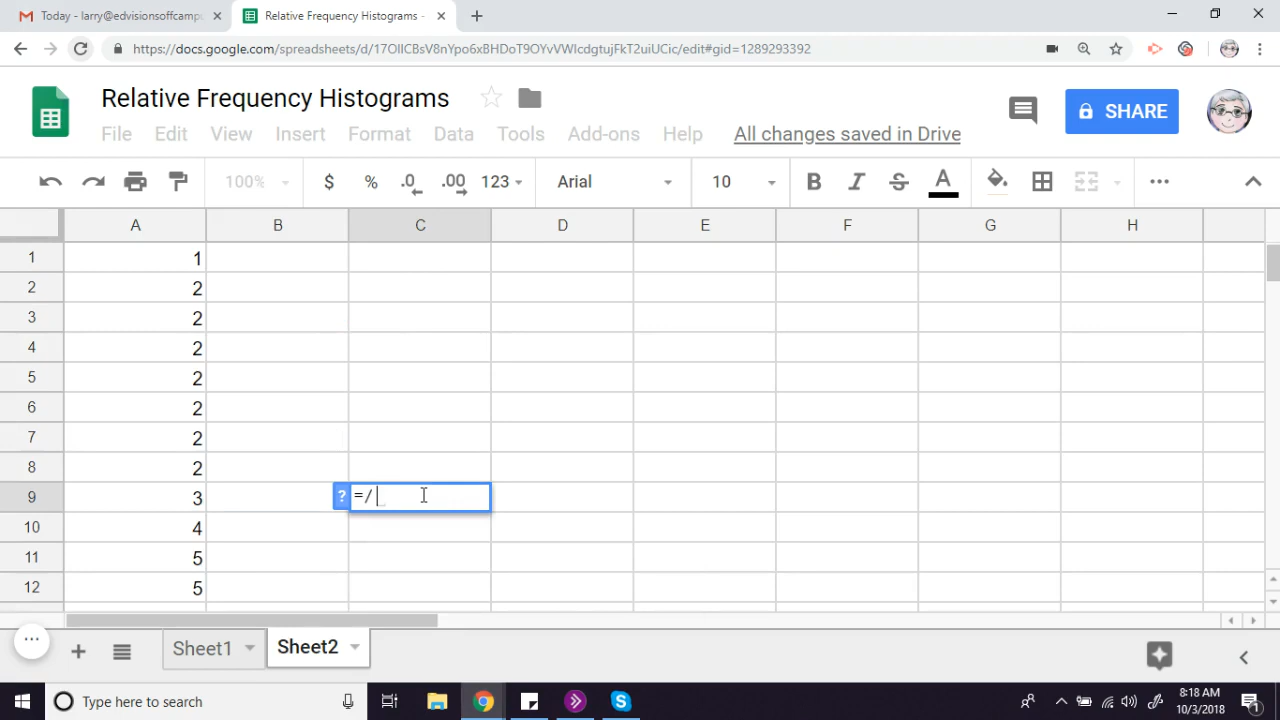 Today - larry@edvisionsoffcamp
Relative Frequency Histograms -
https://docs.google.com/spreadsheets/d/17OIICBsV8nYpo6xBHDoT9OYvVWIcdgtujFkT2uiUCic/edit#gid=1289293392
Relative Frequency Histograms
SHARE
File Edit View Insert Format Data Tools Add-ons Help All changes saved in Drive
100% $ % .0 .00 123 Arial 10 B I S A
A B C D E F G H
1 1
2 2
3 2
4 2
5 2
6 2
7 2
8 2
9 3 ? =/
10 4
11 5
12 5
Sheet1 Sheet2
Type here to search
8:18 AM
10/3/2018
1